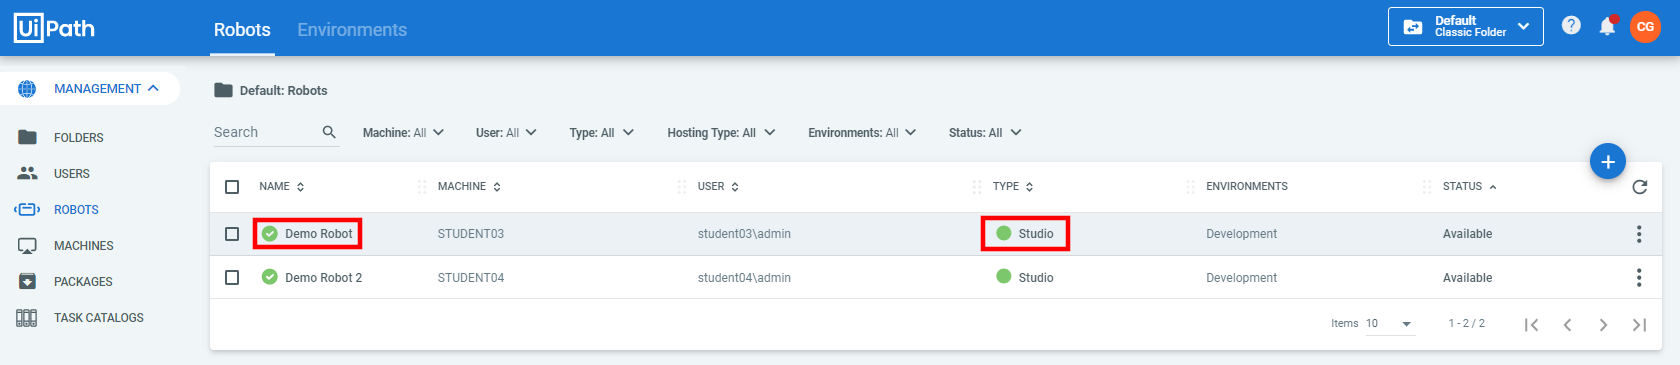 UiPath
Robots Environments
Default
Classic Folder
?
CG
MANAGEMENT
FOLDERS
USERS
ROBOTS
MACHINES
PACKAGES
TASK CATALOGS
Default: Robots
Search Machine: All User: All Type: All Hosting Type: All Environments: All Status: All
+
NAME MACHINE USER TYPE ENVIRONMENTS STATUS
Demo Robot STUDENT03 student03\admin Studio Development Available
Demo Robot 2 STUDENT04 student04\admin Studio Development Available
Items 10 1 - 2 / 2